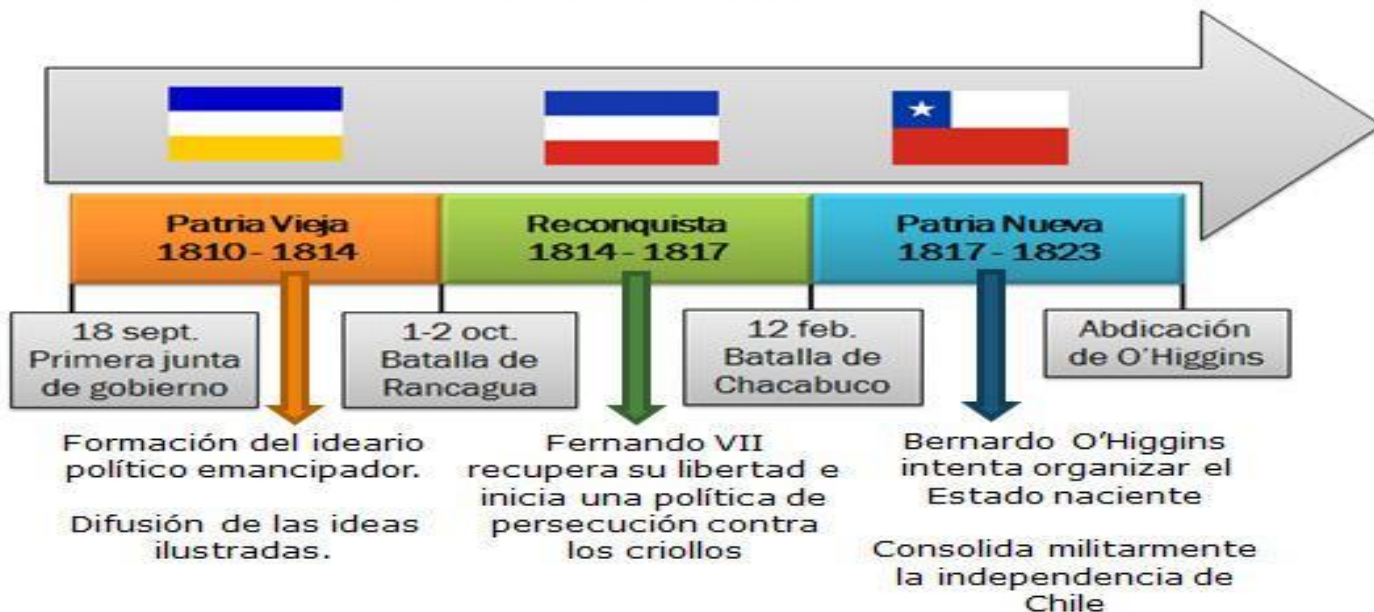 Patria Vieja
1810 - 1814
Reconquista
1814 - 1817
Patria Nueva
1817 - 1823
18 sept.
Primera junta
de gobierno
1-2 oct.
Batalla de
Rancagua
12 feb.
Batalla de
Chacabuco
Abdicación
de O´Higgins
Formación del ideario
político emancipador.
Difusión de las ideas
ilustradas.
Fernando VII
recupera su libertad e
inicia una política de
persecución contra
los criollos
Bernardo O’Higgins
intenta organizar el
Estado naciente
Consolida militarmente
la independencia de
Chile